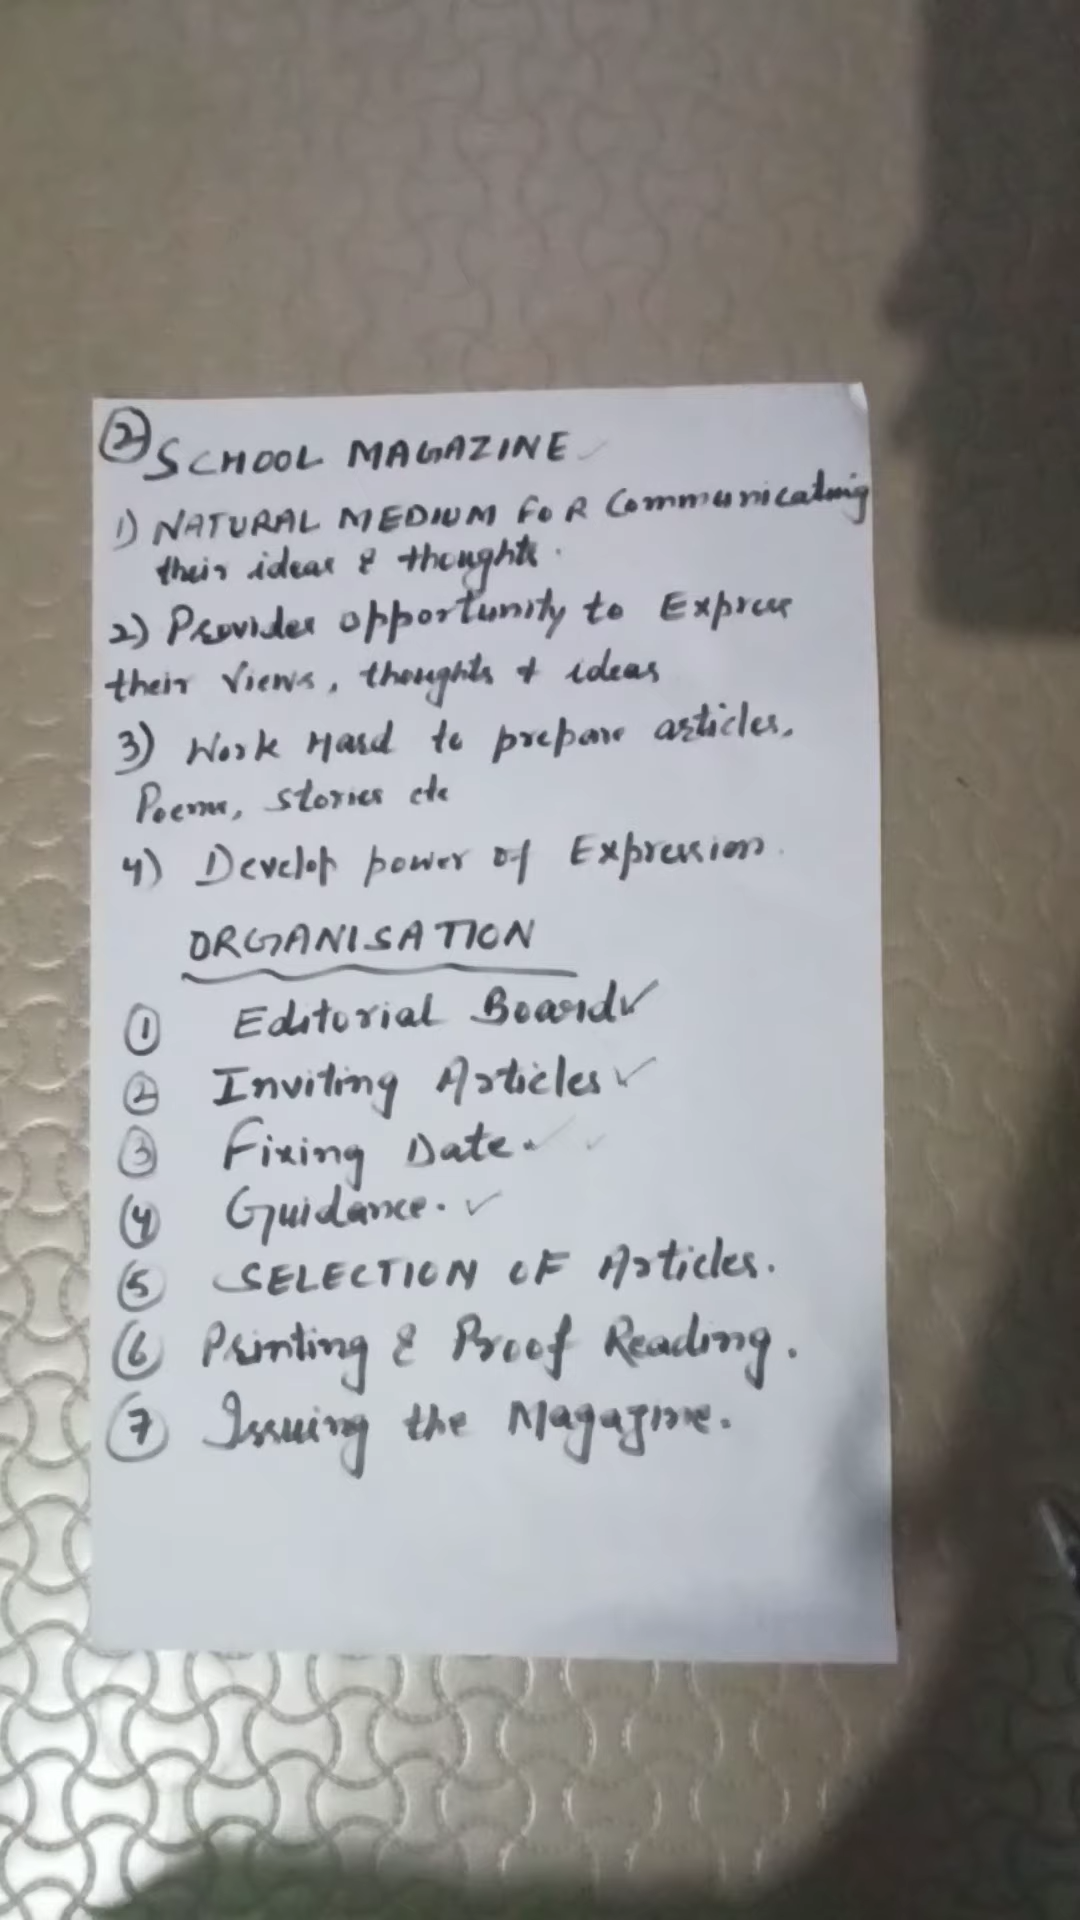 ② SCHOOL MAGAZINE
1) NATURAL MEDIUM FOR Communicating
their ideas & thoughts.
2) Provides opportunity to Express
their views, thoughts & ideas
3) Work Hard to prepare articles,
Poems, stories etc
4) Develop power of Expression.
ORGANISATION
① Editorial Board ✓
② Inviting Articles ✓
③ Fixing Date. ✓ ✓
④ Guidance. ✓
⑤ SELECTION OF Articles.
⑥ Printing & Proof Reading.
⑦ Issuing the Magazine.